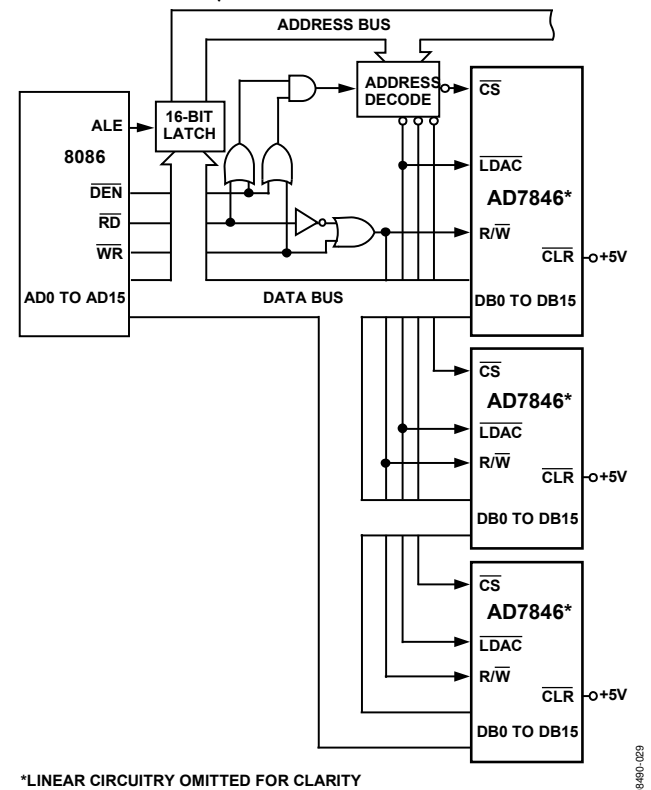 ADDRESS BUS
ADDRESS
DECODE
16-BIT
LATCH
ALE
8086
DEN
RD
WR
AD0 TO AD15
DATA BUS
CS
LDAC
AD7846*
R/W
CLR
+5V
DB0 TO DB15
CS
AD7846*
LDAC
R/W
CLR
+5V
DB0 TO DB15
CS
AD7846*
LDAC
R/W
CLR
+5V
DB0 TO DB15
*LINEAR CIRCUITRY OMITTED FOR CLARITY
8490-029